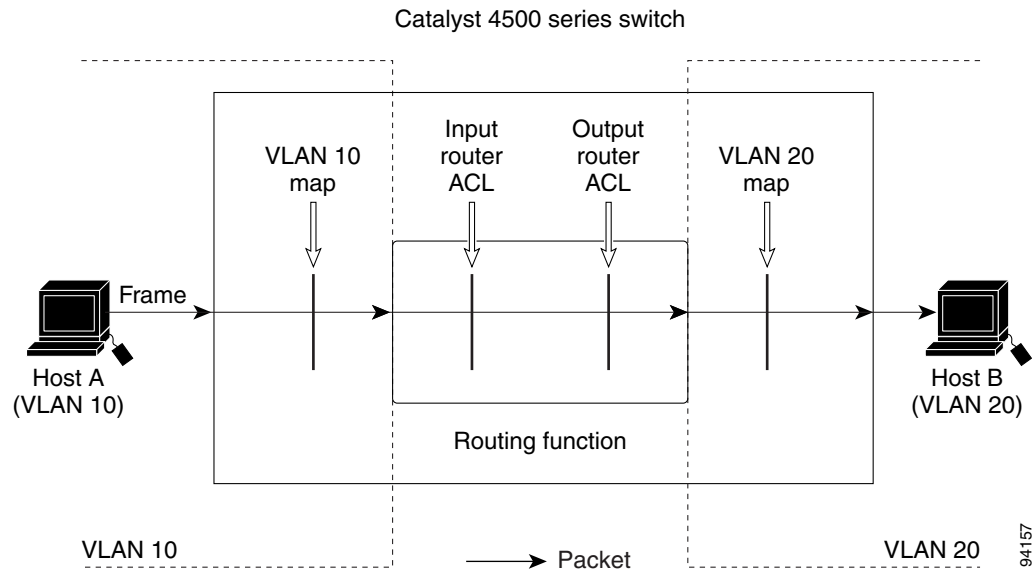 Catalyst 4500 series switch
VLAN 10
map
Input
router
ACL
Output
router
ACL
VLAN 20
map
Frame
Host A
(VLAN 10)
Host B
(VLAN 20)
Routing function
VLAN 10
Packet
VLAN 20
94157